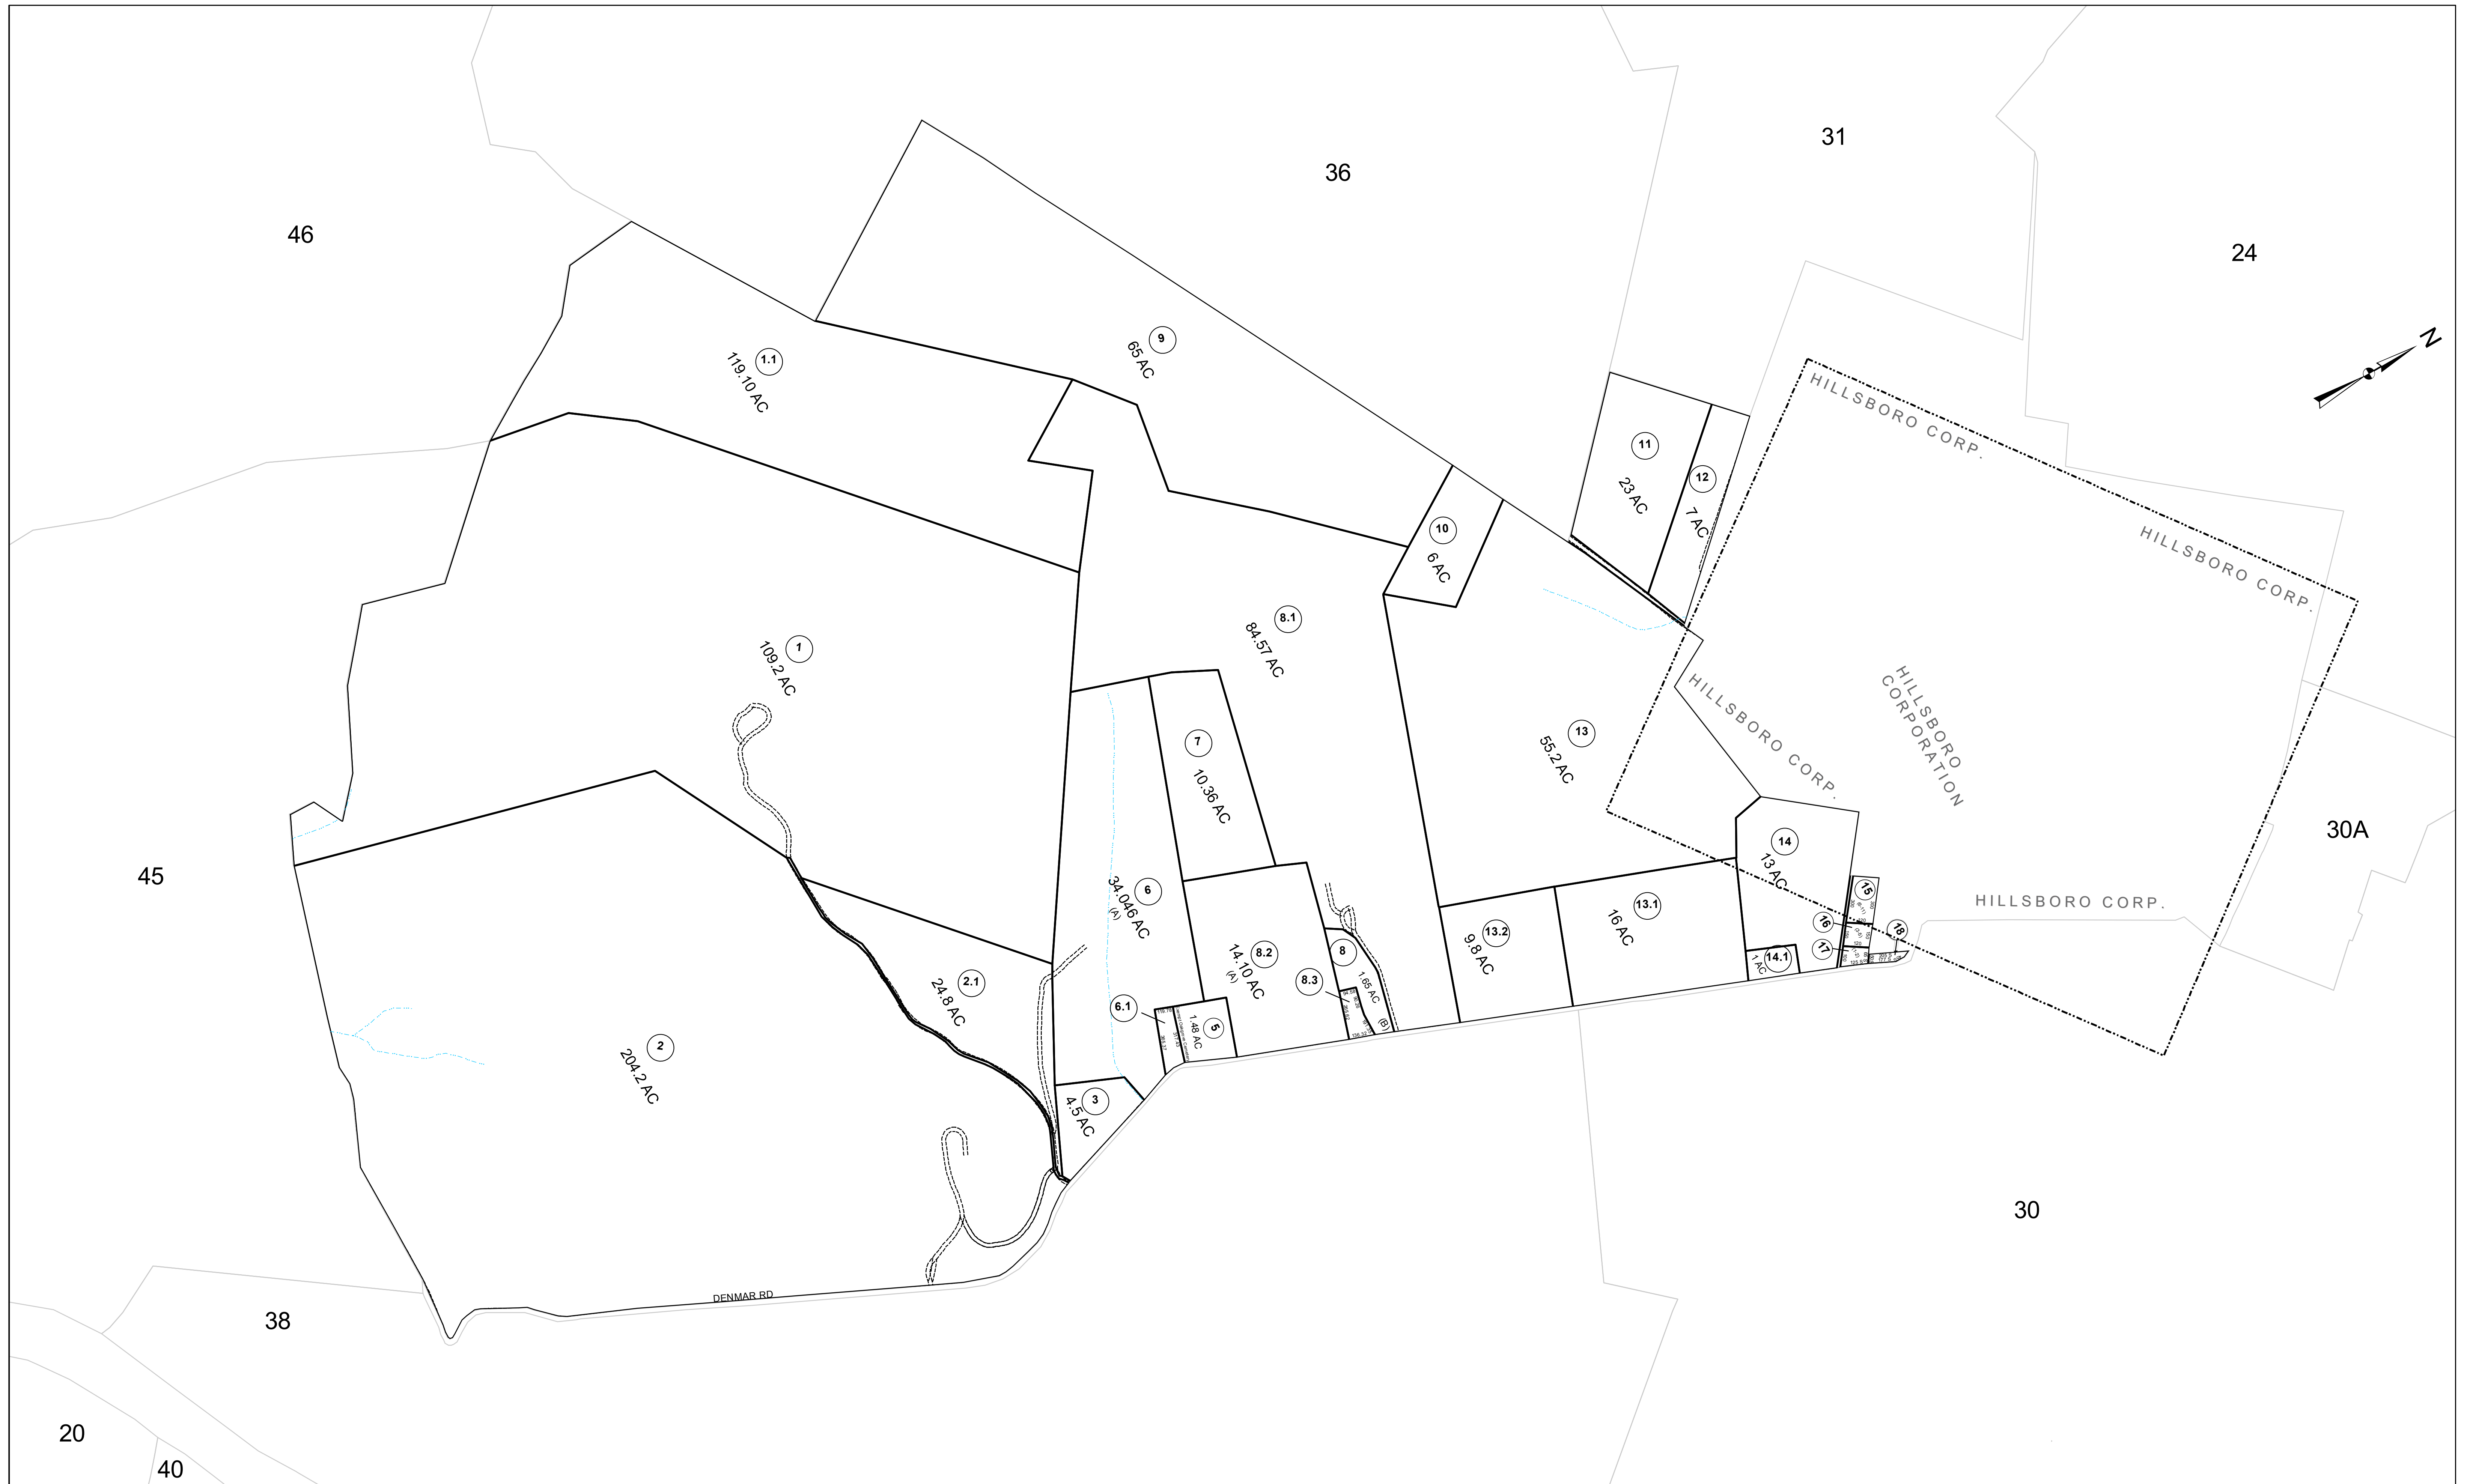 36
31
46
24
N
9
65 AC
1.1
119.10 AC
HILLSBORO CORP.
11
23 AC
12
7 AC
10
6 AC
HILLSBORO CORP.
8.1
84.57 AC
1
109.2 AC
HILLSBORO CORP.
HILLSBORO
CORPORATION
13
55.2 AC
7
10.36 AC
30A
14
13 AC
45
6
34.046 AC
(A)
15
HILLSBORO CORP.
13.1
16 AC
16
18
13.2
9.8 AC
17
8
1.65 AC
(B)
8.2
14.10 AC
(A)
14.1
1 AC
8.3
2.1
24.8 AC
6.1
5
1.48 AC
2
204.2 AC
3
4.5 AC
30
DENMAR RD
38
20
40